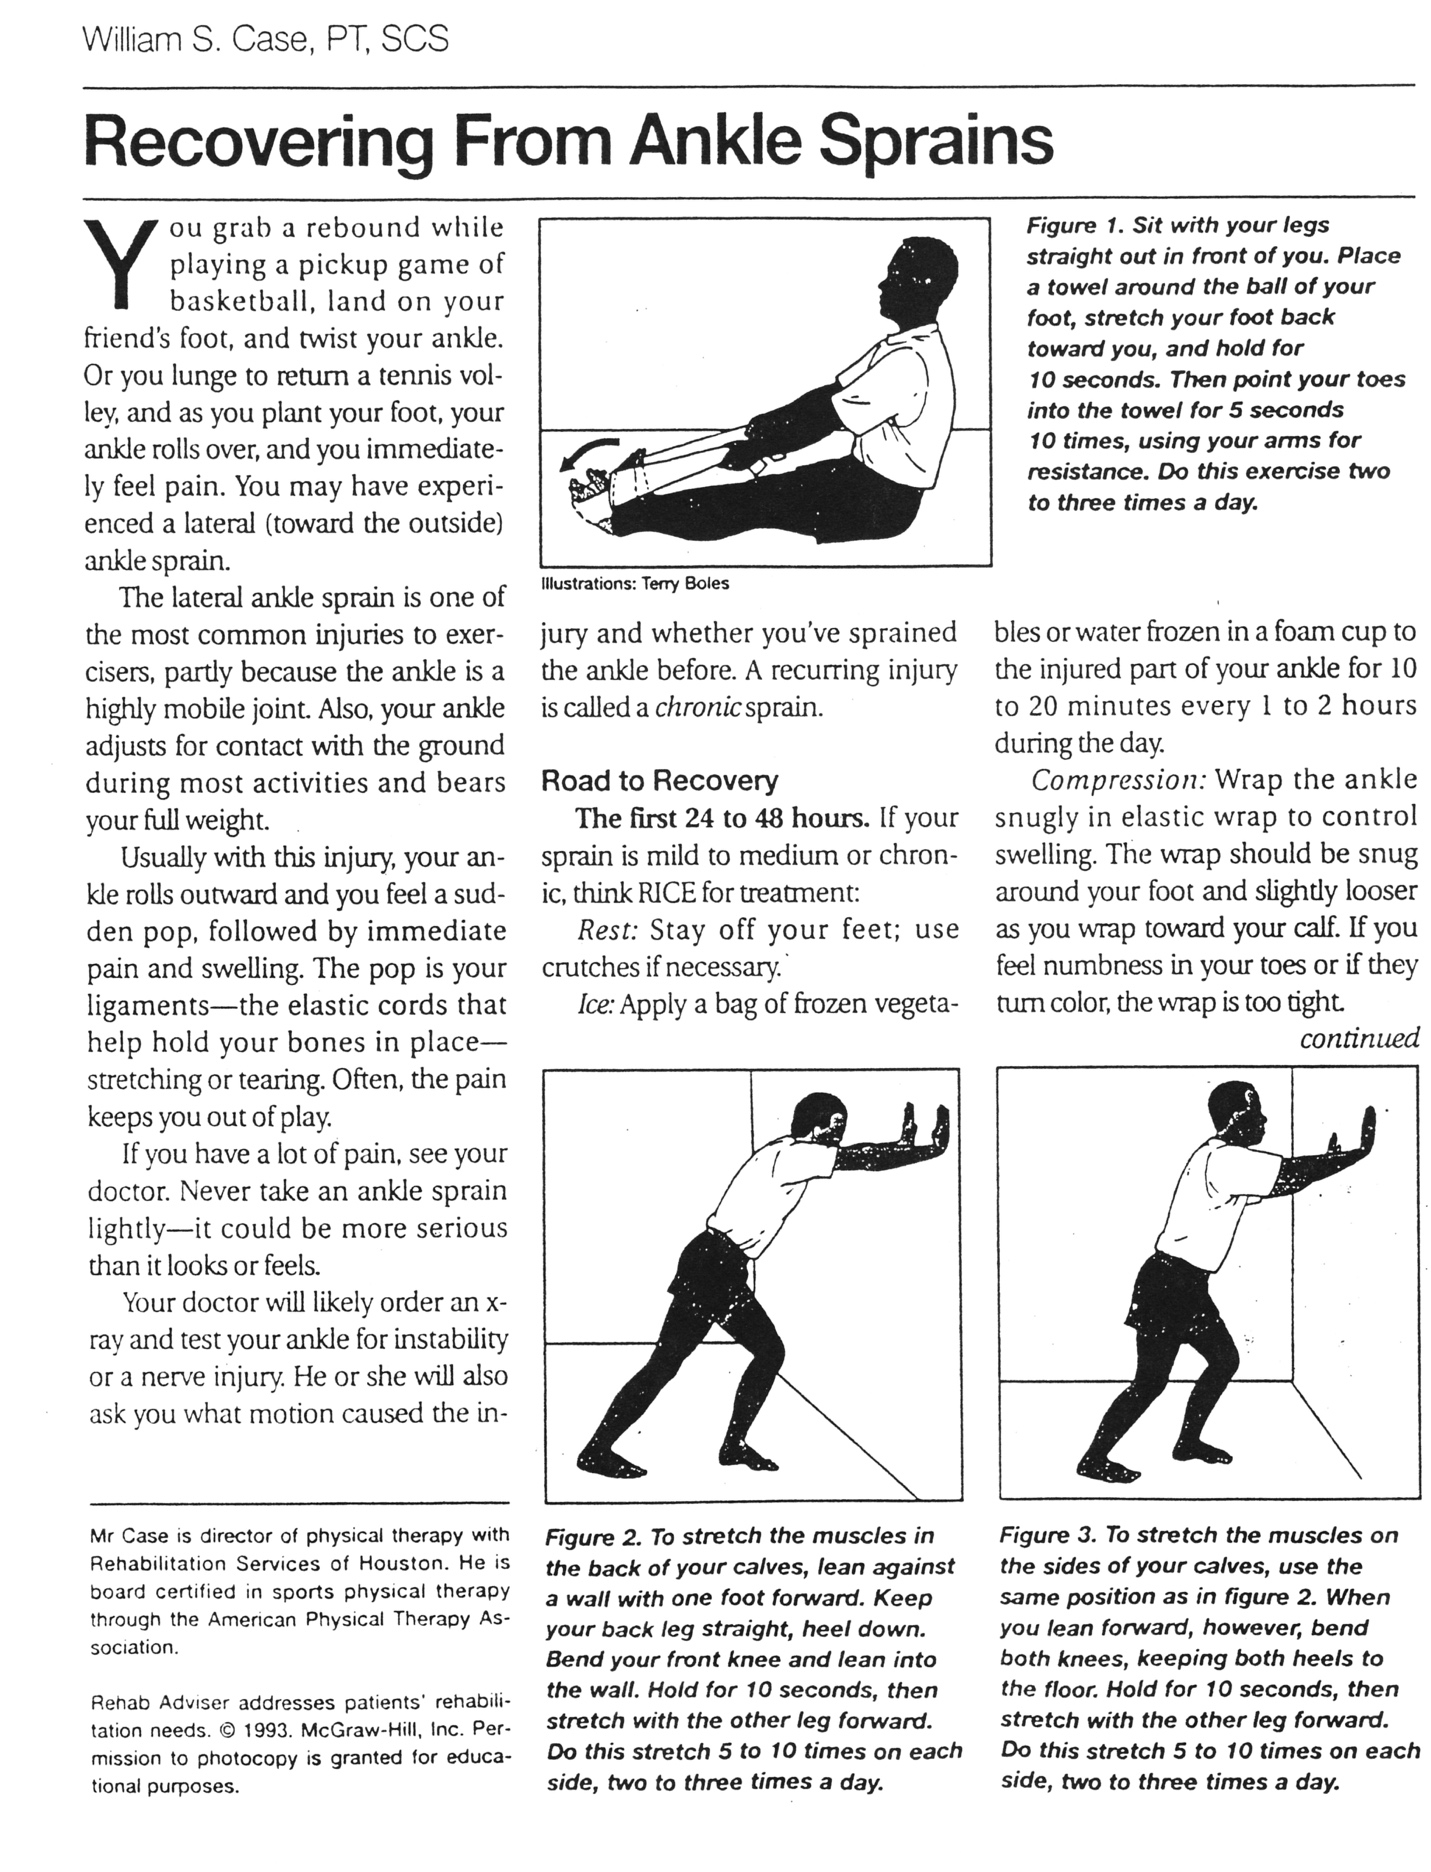 William S. Case, PT, SCS
Recovering From Ankle Sprains
You grab a rebound while
playing a pickup game of
basketball, land on your
friend's foot, and twist your ankle.
Or you lunge to return a tennis vol-
ley, and as you plant your foot, your
ankle rolls over, and you immediate-
ly feel pain. You may have experi-
enced a lateral (toward the outside)
ankle sprain.
The lateral ankle sprain is one of
the most common injuries to exer-
cisers, partly because the ankle is a
highly mobile joint. Also, your ankle
adjusts for contact with the ground
during most activities and bears
your full weight.
Usually with this injury, your an-
kle rolls outward and you feel a sud-
den pop, followed by immediate
pain and swelling. The pop is your
ligaments—the elastic cords that
help hold your bones in place—
stretching or tearing. Often, the pain
keeps you out of play.
If you have a lot of pain, see your
doctor. Never take an ankle sprain
lightly—it could be more serious
than it looks or feels.
Your doctor will likely order an x-
ray and test your ankle for instability
or a nerve injury. He or she will also
ask you what motion caused the in-
Mr Case is director of physical therapy with
Rehabilitation Services of Houston. He is
board certified in sports physical therapy
through the American Physical Therapy As-
sociation.
Rehab Adviser addresses patients' rehabili-
tation needs. © 1993. McGraw-Hill, Inc. Per-
mission to photocopy is granted for educa-
tional purposes.
Illustrations: Terry Boles
Figure 1. Sit with your legs
straight out in front of you. Place
a towel around the ball of your
foot, stretch your foot back
toward you, and hold for
10 seconds. Then point your toes
into the towel for 5 seconds
10 times, using your arms for
resistance. Do this exercise two
to three times a day.
jury and whether you've sprained
the ankle before. A recurring injury
is called a chronic sprain.
Road to Recovery
The first 24 to 48 hours. If your
sprain is mild to medium or chron-
ic, think RICE for treatment:
Rest: Stay off your feet; use
crutches if necessary.
Ice: Apply a bag of frozen vegeta-
bles or water frozen in a foam cup to
the injured part of your ankle for 10
to 20 minutes every 1 to 2 hours
during the day.
Compression: Wrap the ankle
snugly in elastic wrap to control
swelling. The wrap should be snug
around your foot and slightly looser
as you wrap toward your calf. If you
feel numbness in your toes or if they
turn color, the wrap is too tight.
continued
Figure 2. To stretch the muscles in
the back of your calves, lean against
a wall with one foot forward. Keep
your back leg straight, heel down.
Bend your front knee and lean into
the wall. Hold for 10 seconds, then
stretch with the other leg forward.
Do this stretch 5 to 10 times on each
side, two to three times a day.
Figure 3. To stretch the muscles on
the sides of your calves, use the
same position as in figure 2. When
you lean forward, however, bend
both knees, keeping both heels to
the floor. Hold for 10 seconds, then
stretch with the other leg forward.
Do this stretch 5 to 10 times on each
side, two to three times a day.